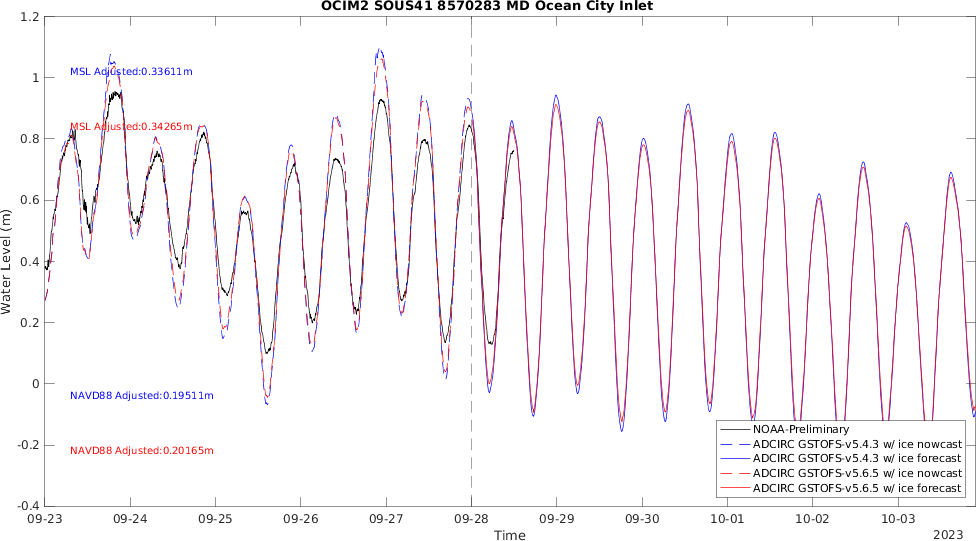 OCIM2 SOUS41 8570283 MD Ocean City Inlet
Water Level (m)
1.2
1
0.8
0.6
0.4
0.2
0
-0.2
-0.4
MSL Adjusted:0.33611m
MSL Adjusted:0.34265m
NAVD88 Adjusted:0.19511m
NAVD88 Adjusted:0.20165m
NOAA-Preliminary
ADCIRC GSTOFS-v5.4.3 w/ ice nowcast
ADCIRC GSTOFS-v5.4.3 w/ ice forecast
ADCIRC GSTOFS-v5.6.5 w/ ice nowcast
ADCIRC GSTOFS-v5.6.5 w/ ice forecast
09-23 09-24 09-25 09-26 09-27 09-28 09-29 09-30 10-01 10-02 10-03
Time
2023